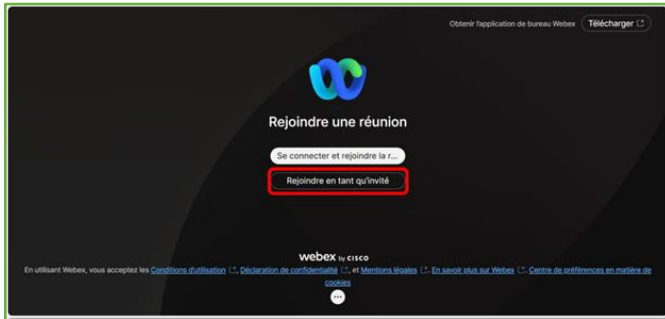 Obtenir l'application de bureau Webex Télécharger
Rejoindre une réunion
Se connecter et rejoindre la r...
Rejoindre en tant qu'invité
webex by CISCO
En utilisant Webex, vous acceptez les Conditions d'utilisation, Déclaration de confidentialité, et Mentions légales. En savoir plus sur Webex. Centre de préférences en matière de
cookies